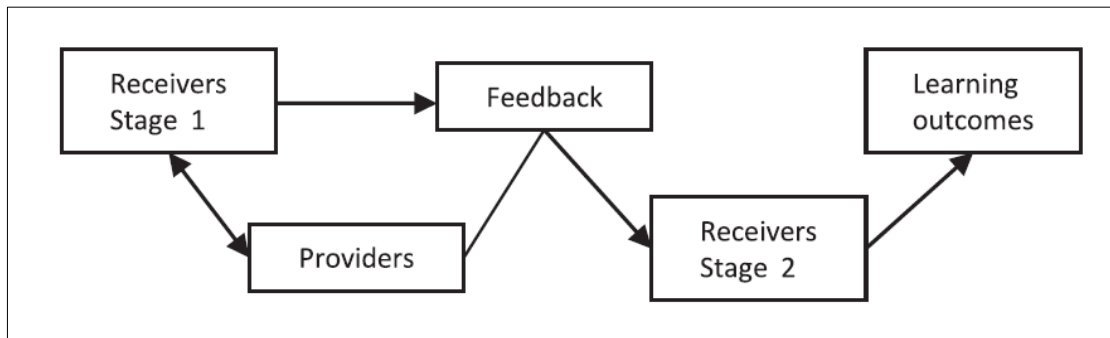 Receivers
Stage 1
Feedback
Learning
outcomes
Providers
Receivers
Stage 2